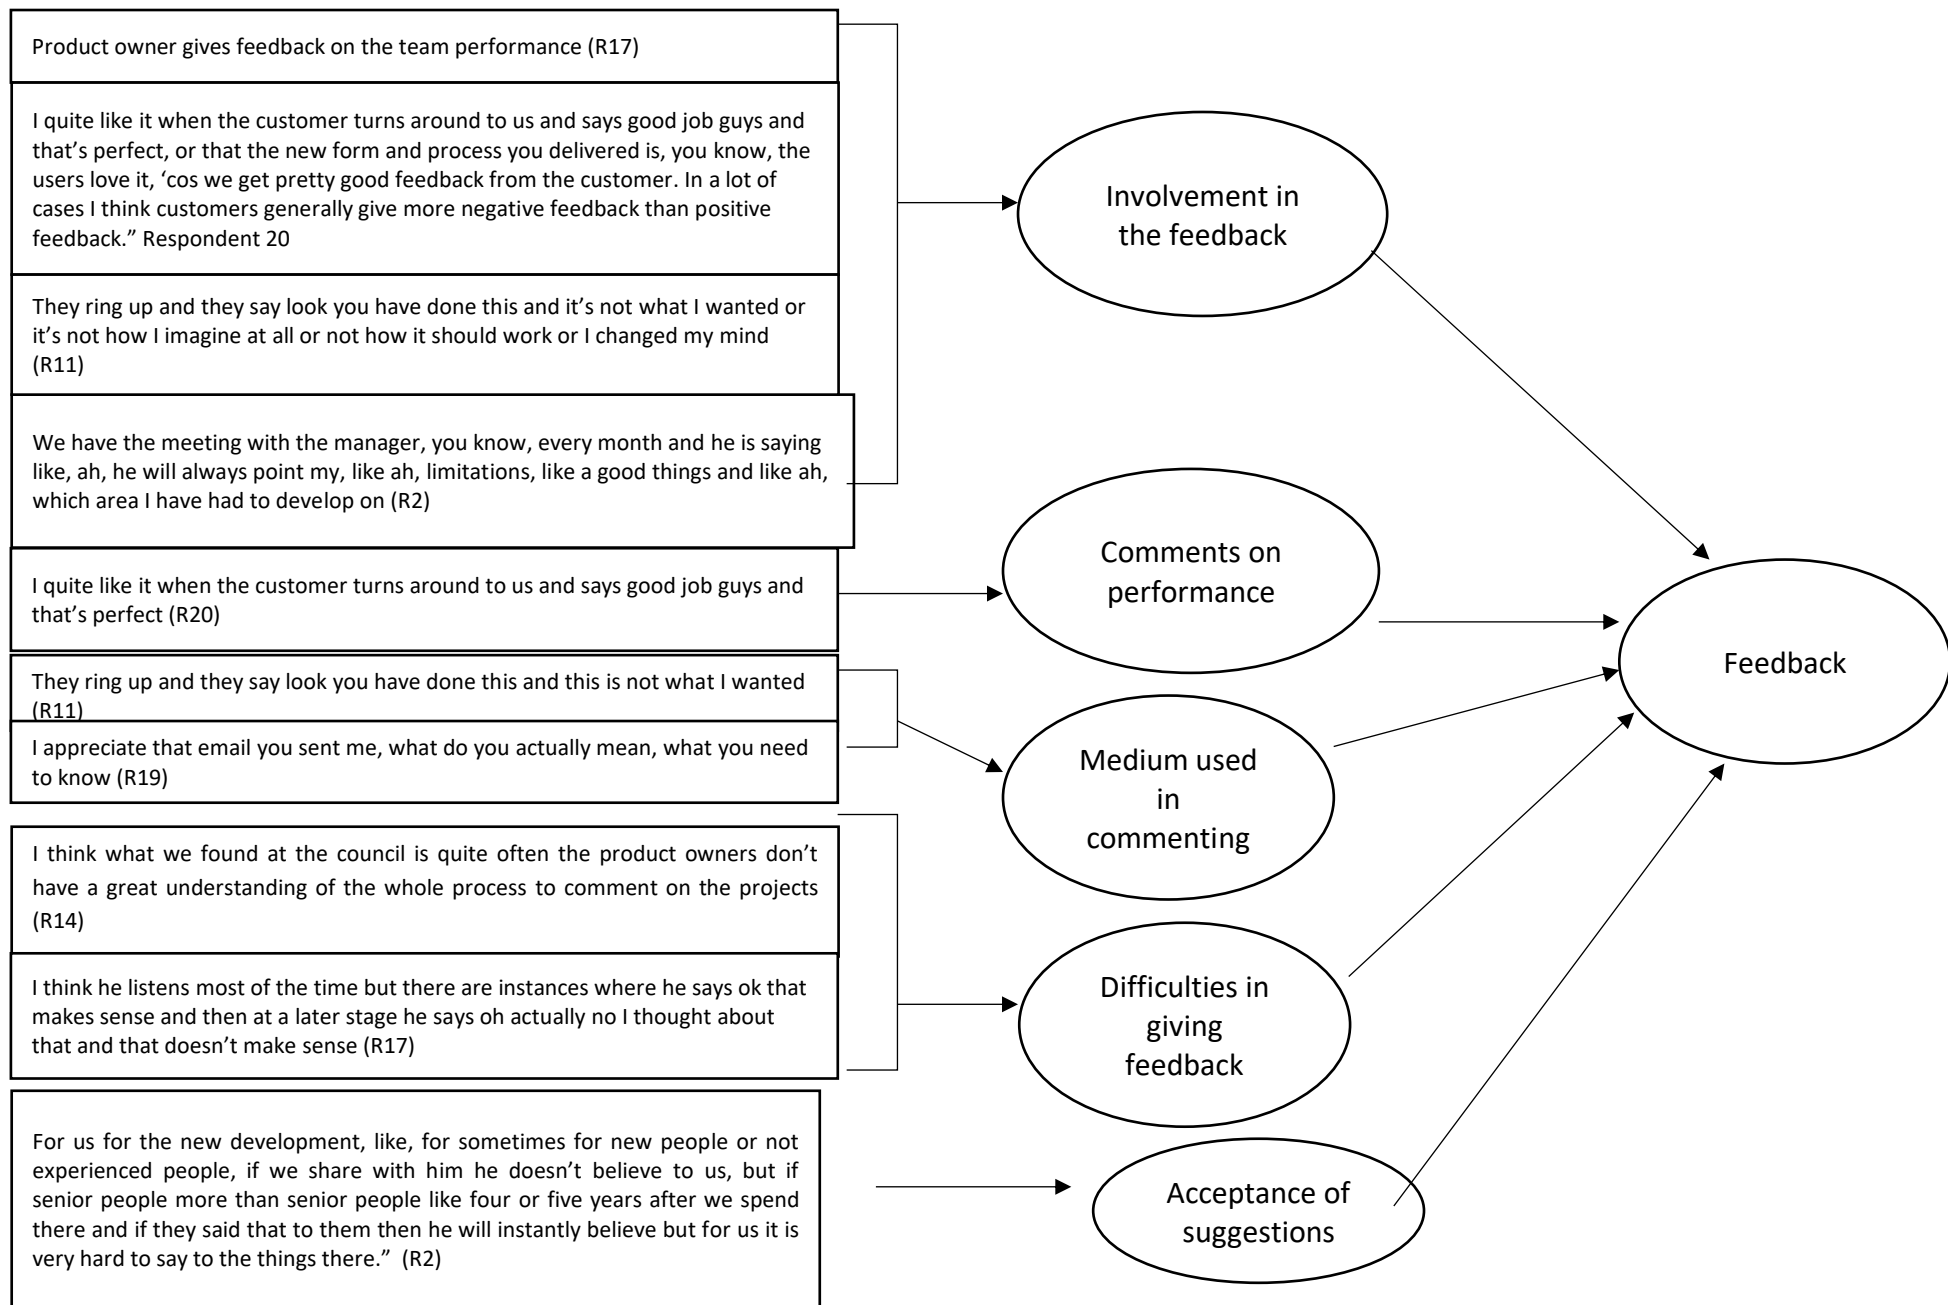 Product owner gives feedback on the team performance (R17)
I quite like it when the customer turns around to us and says good job guys and
that’s perfect, or that the new form and process you delivered is, you know, the
users love it, ‘cos we get pretty good feedback from the customer. In a lot of
cases I think customers generally give more negative feedback than positive
feedback.” Respondent 20
They ring up and they say look you have done this and it’s not what I wanted or
it’s not how I imagine at all or not how it should work or I changed my mind
(R11)
We have the meeting with the manager, you know, every month and he is saying
like, ah, he will always point my, like ah, limitations, like a good things and like ah,
which area I have had to develop on (R2)
I quite like it when the customer turns around to us and says good job guys and
that’s perfect (R20)
They ring up and they say look you have done this and this is not what I wanted
(R11)
I appreciate that email you sent me, what do you actually mean, what you need
to know (R19)
I think what we found at the council is quite often the product owners don’t
have a great understanding of the whole process to comment on the projects
(R14)
I think he listens most of the time but there are instances where he says ok that
makes sense and then at a later stage he says oh actually no I thought about
that and that doesn’t make sense (R17)
For us for the new development, like, for sometimes for new people or not
experienced people, if we share with him he doesn’t believe to us, but if
senior people more than senior people like four or five years after we spend
there and if they said that to them then he will instantly believe but for us it is
very hard to say to the things there.” (R2)
Involvement in
the feedback
Comments on
performance
Medium used
in
commenting
Difficulties in
giving
feedback
Acceptance of
suggestions
Feedback